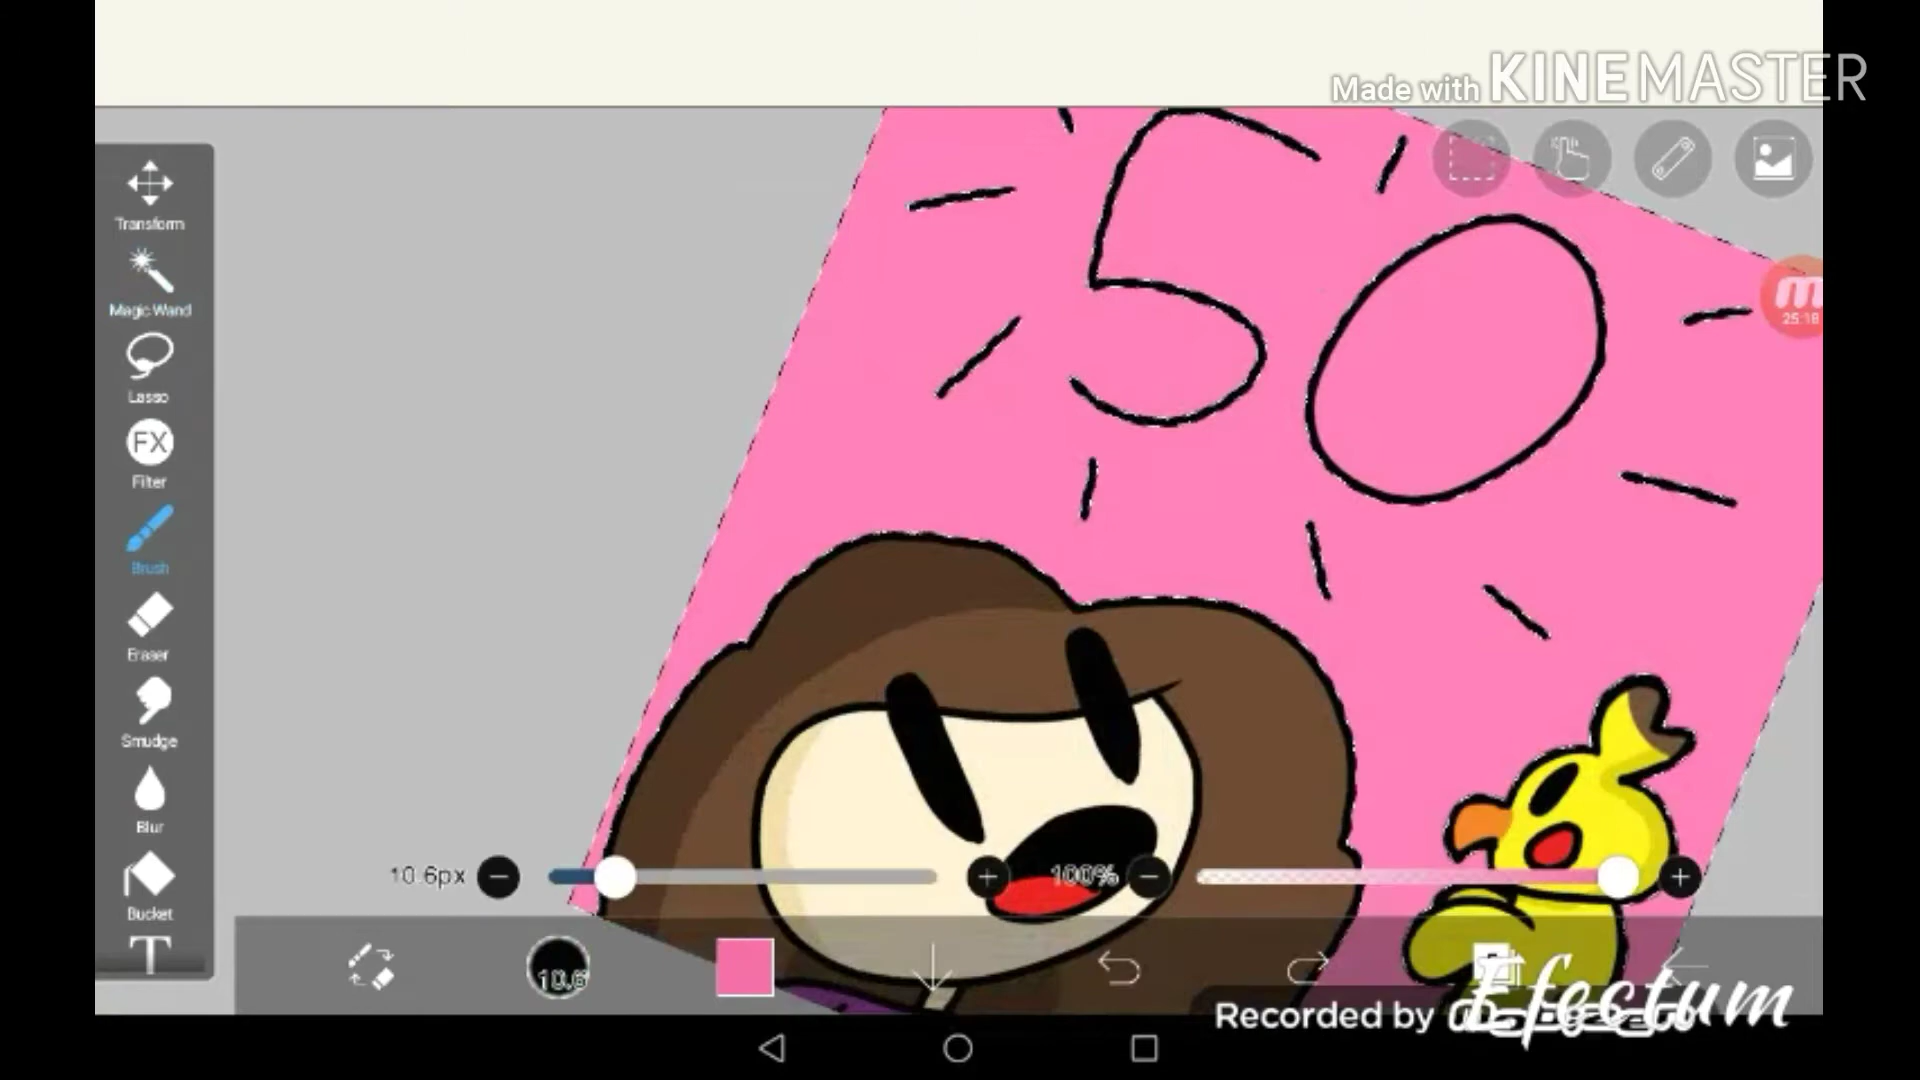 Made with KINEMASTER
50
Transform
Magic Wand
Lasso
FX
Filter
Brush
Eraser
Smudge
Blur
Bucket
T
m
25:18
10.6px
100%
10.6
Efectum
Recorded by